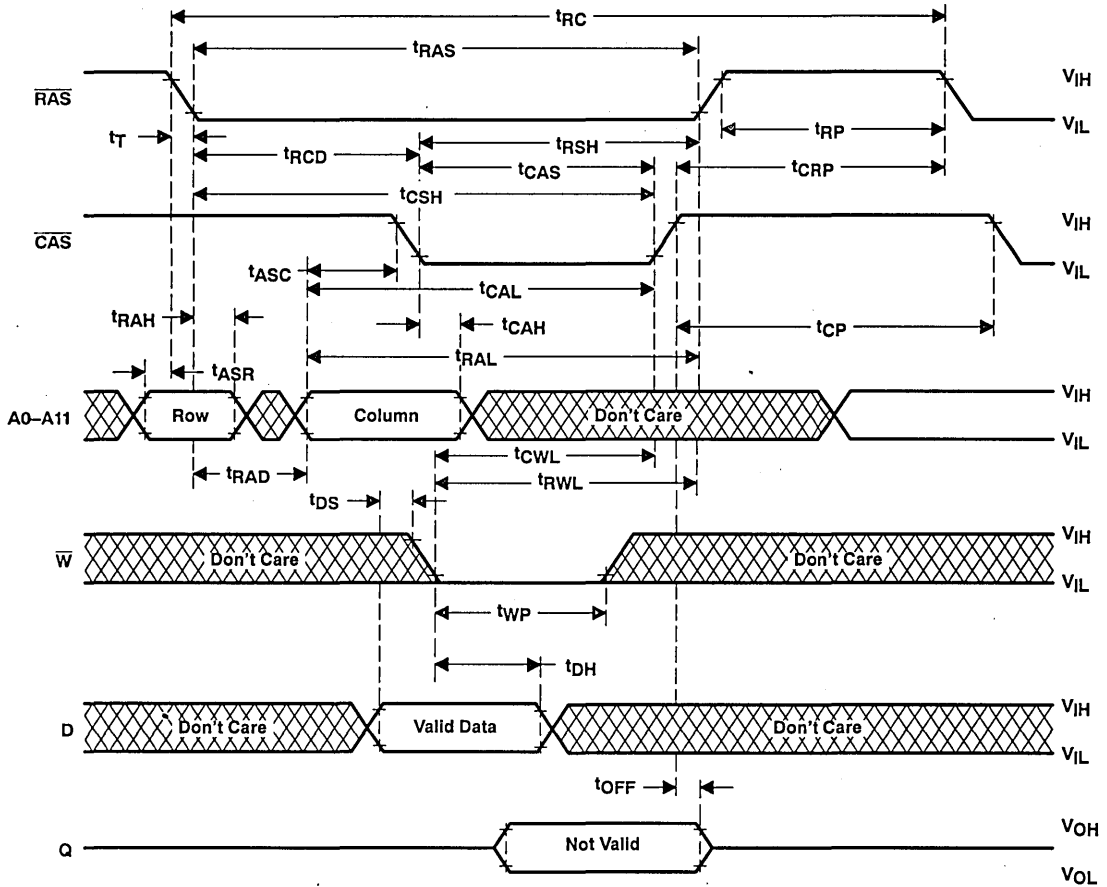 tRC
tRAS
RAS
VIH
VIL
tT
tRP
tRCD
tRSH
tCAS
tCRP
tCSH
CAS
VIH
VIL
tASC
tCAL
tRAH
tCAH
tCP
tRAL
tASR
A0–A11
Row
Column
Don't Care
VIH
VIL
tCWL
tRAD
tRWL
tDS
W
Don't Care
Don't Care
VIH
VIL
tWP
tDH
D
Don't Care
Valid Data
Don't Care
VIH
VIL
tOFF
Q
Not Valid
VOH
VOL